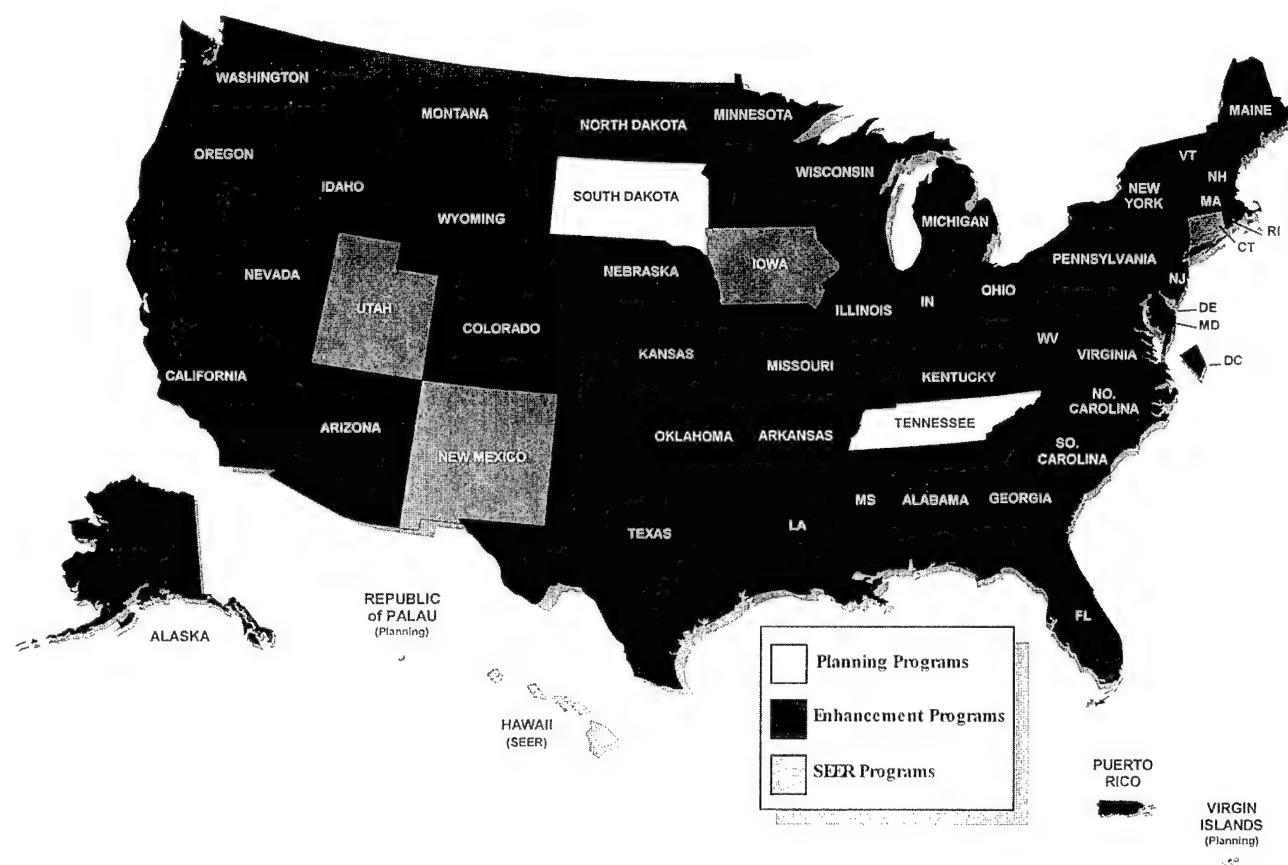 WASHINGTON
MONTANA
NORTH DAKOTA
MINNESOTA
MAINE
OREGON
IDAHO
WYOMING
SOUTH DAKOTA
WISCONSIN
MICHIGAN
VT
NH
NEW
YORK
MA
RI
CT
NEVADA
UTAH
COLORADO
NEBRASKA
IOWA
ILLINOIS
IN
OHIO
PENNSYLVANIA
NJ
DE
MD
DC
WV
VIRGINIA
CALIFORNIA
KANSAS
MISSOURI
KENTUCKY
NO.
CAROLINA
ARIZONA
NEW MEXICO
OKLAHOMA
ARKANSAS
TENNESSEE
SO.
CAROLINA
TEXAS
LA
MS
ALABAMA
GEORGIA
FL
ALASKA
REPUBLIC
of PALAU
(Planning)
HAWAII
(SEER)
Planning Programs
Enhancement Programs
SEER Programs
PUERTO
RICO
VIRGIN
ISLANDS
(Planning)